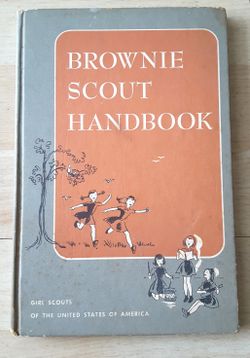 BROWNIE
SCOUT
HANDBOOK
GIRL SCOUTS
OF THE UNITED STATES OF AMERICA